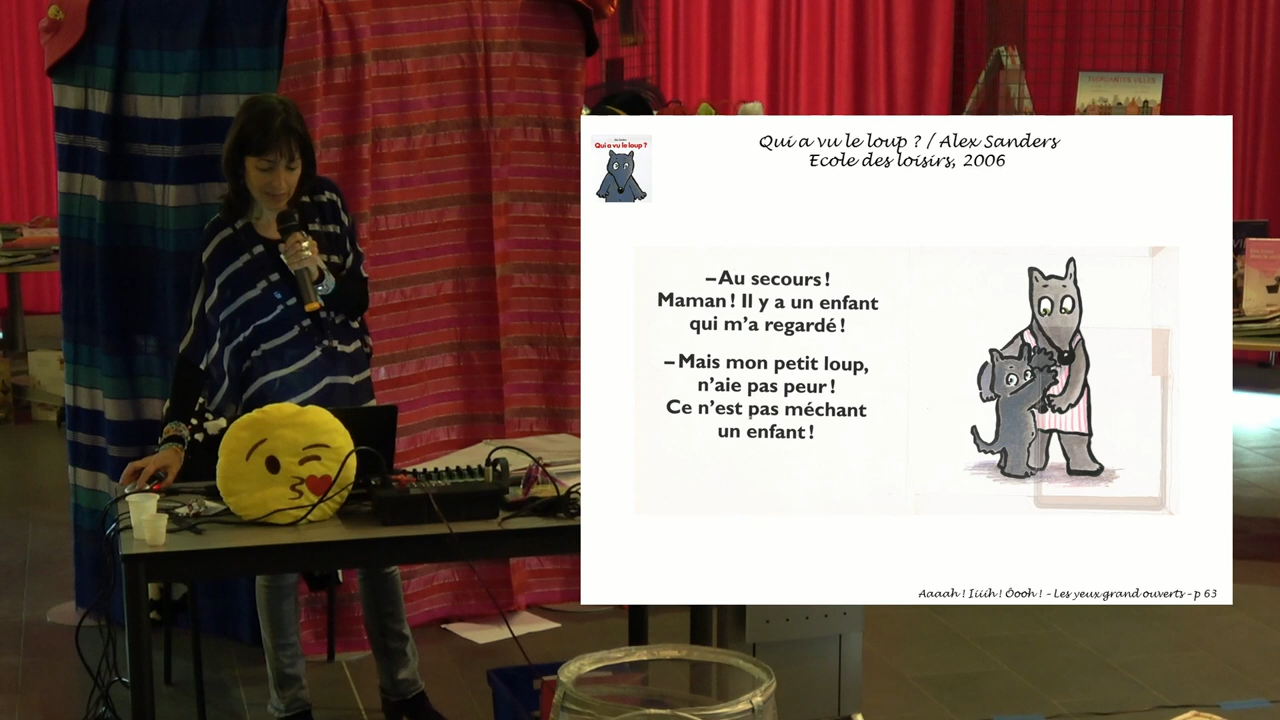 TREMBLANTES VILLES
Qui a vu le loup ? / Alex Sanders
Ecole des loisirs, 2006
Qui a vu le loup ?
– Au secours !
Maman ! Il y a un enfant
qui m’a regardé !
– Mais mon petit loup,
n’aie pas peur !
Ce n’est pas méchant
un enfant !
Aaaah ! Iiiih ! Ôooh ! - Les yeux grand ouverts - p 63